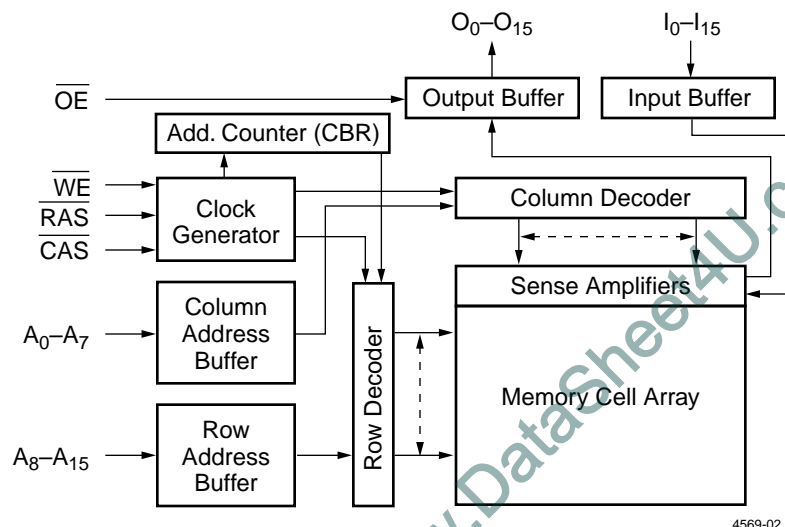 O0–O15
I0–I15
OE
Output Buffer
Input Buffer
Add. Counter (CBR)
WE
RAS
CAS
Clock
Generator
Column Decoder
Sense Amplifiers
A0–A7
Column
Address
Buffer
Row Decoder
Memory Cell Array
A8–A15
Row
Address
Buffer
w.DataSheet4U.c
4569-02